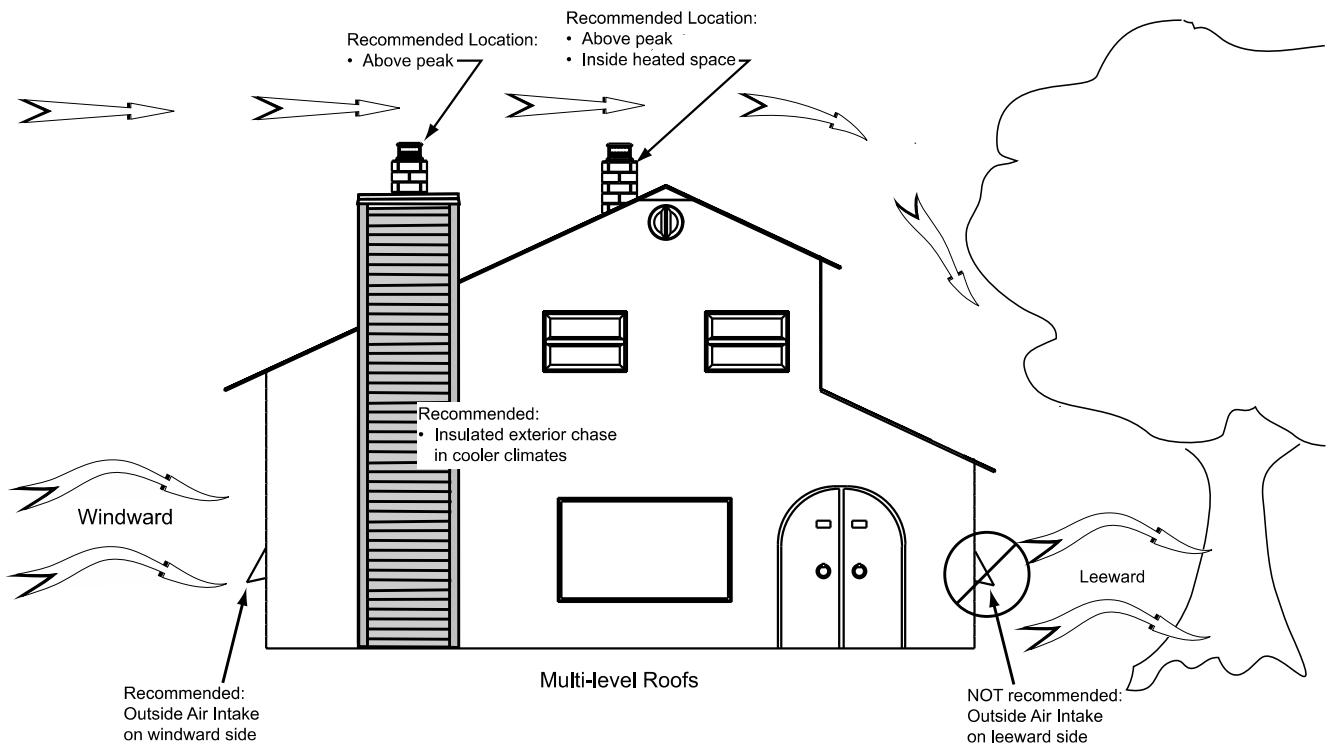 Recommended Location:
• Above peak
Recommended Location:
• Above peak
• Inside heated space
Recommended:
• Insulated exterior chase
in cooler climates
Windward
Leeward
Multi-level Roofs
Recommended:
Outside Air Intake
on windward side
NOT recommended:
Outside Air Intake
on leeward side